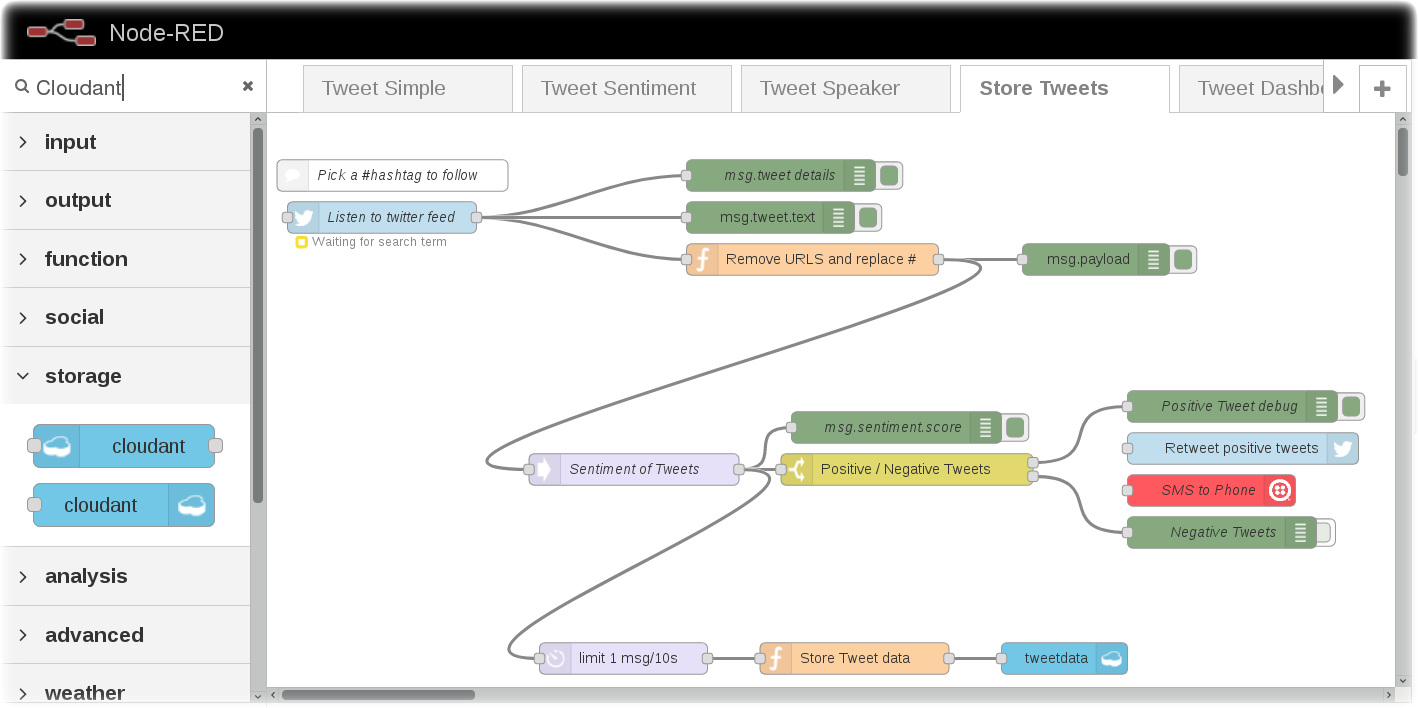 Node-RED
Cloudant
Tweet Simple
Tweet Sentiment
Tweet Speaker
Store Tweets
Tweet Dashbo
input
output
function
social
storage
cloudant
cloudant
analysis
advanced
weather
Pick a #hashtag to follow
Listen to twitter feed
Waiting for search term
msg.tweet details
msg.tweet.text
Remove URLS and replace #
msg.payload
msg.sentiment.score
Sentiment of Tweets
Positive / Negative Tweets
Positive Tweet debug
Retweet positive tweets
SMS to Phone
Negative Tweets
limit 1 msg/10s
Store Tweet data
tweetdata